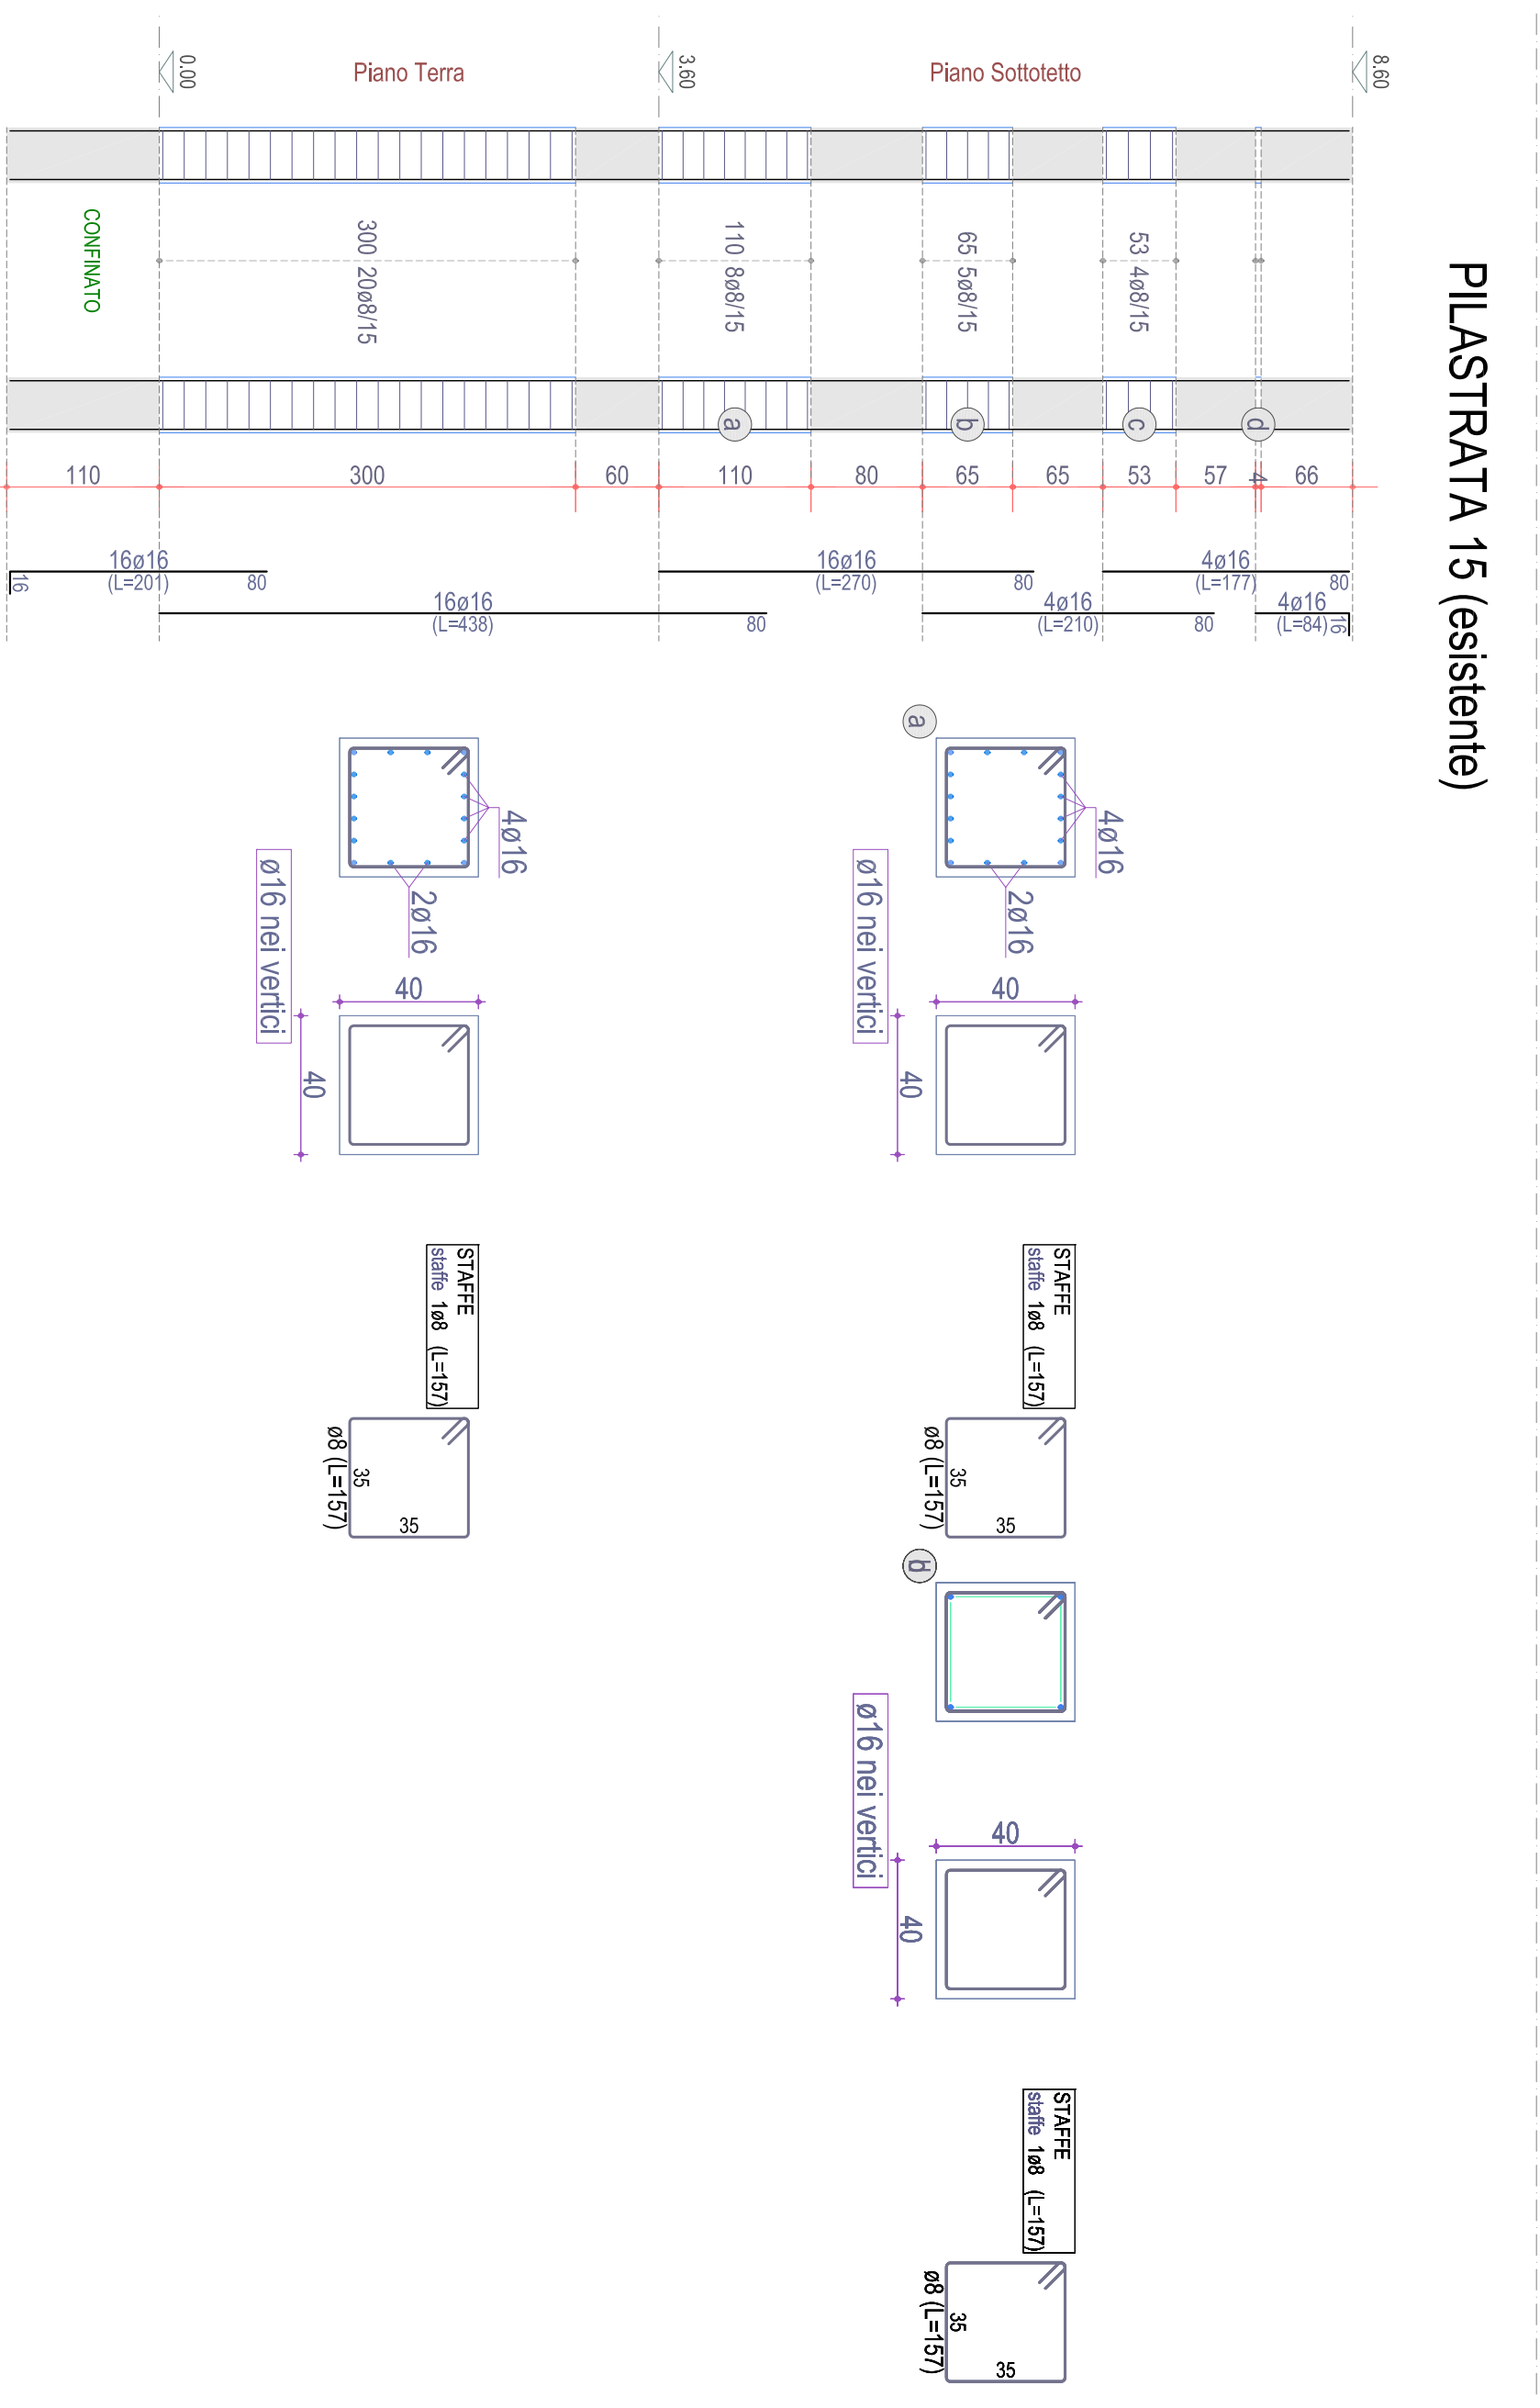 PILASTRATA 15 (esistente)
8.60
Piano Sottotetto
3.60
Piano Terra
0.00
53 4ø8/15
65 5ø8/15
110 8ø8/15
300 20ø8/15
CONFINATO
d
c
b
a
66
4
57
53
65
65
80
110
60
300
110
4ø16
(L=177)
80
16ø16
(L=270)
80
16ø16
(L=201)
80
16
4ø16
(L=84)
16
4ø16
(L=210)
80
16ø16
(L=438)
80
a
4ø16
2ø16
ø16 nei vertici
40
40
STAFFE
staffe 1ø8 (L=157)
35
35
ø8 (L=157)
d
ø16 nei vertici
40
40
STAFFE
staffe 1ø8 (L=157)
35
35
ø8 (L=157)
4ø16
2ø16
ø16 nei vertici
40
40
STAFFE
staffe 1ø8 (L=157)
35
35
ø8 (L=157)